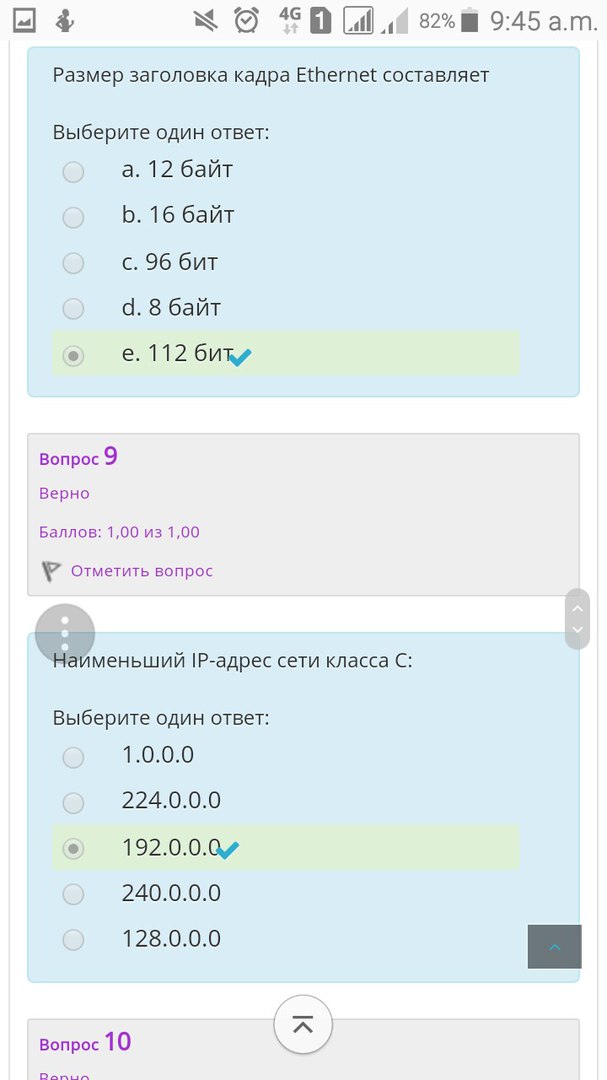 4G 1 82% 9:45 a.m.
Размер заголовка кадра Ethernet составляет
Выберите один ответ:
a. 12 байт
b. 16 байт
c. 96 бит
d. 8 байт
e. 112 бит
Вопрос 9
Верно
Баллов: 1,00 из 1,00
Отметить вопрос
Наименьший IP-адрес сети класса C:
Выберите один ответ:
1.0.0.0
224.0.0.0
192.0.0.0
240.0.0.0
128.0.0.0
Вопрос 10
Верно